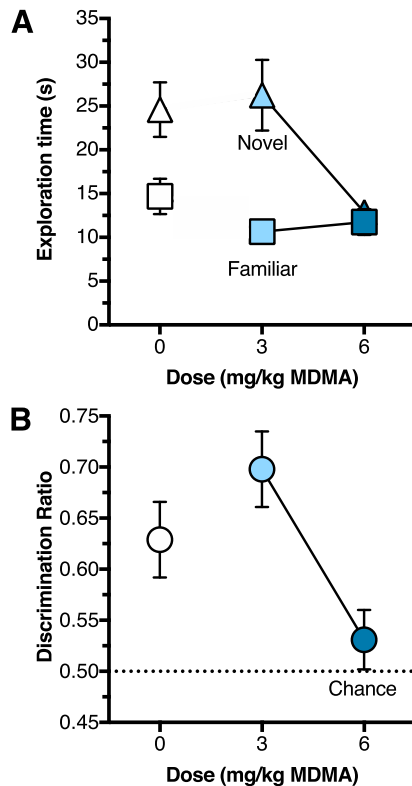 A
Exploration time (s)
35
30
25
20
15
10
5
0
Novel
Familiar
0 3 6
Dose (mg/kg MDMA)
B
Discrimination Ratio
0.75
0.70
0.65
0.60
0.55
0.50
0.45
Chance
0 3 6
Dose (mg/kg MDMA)